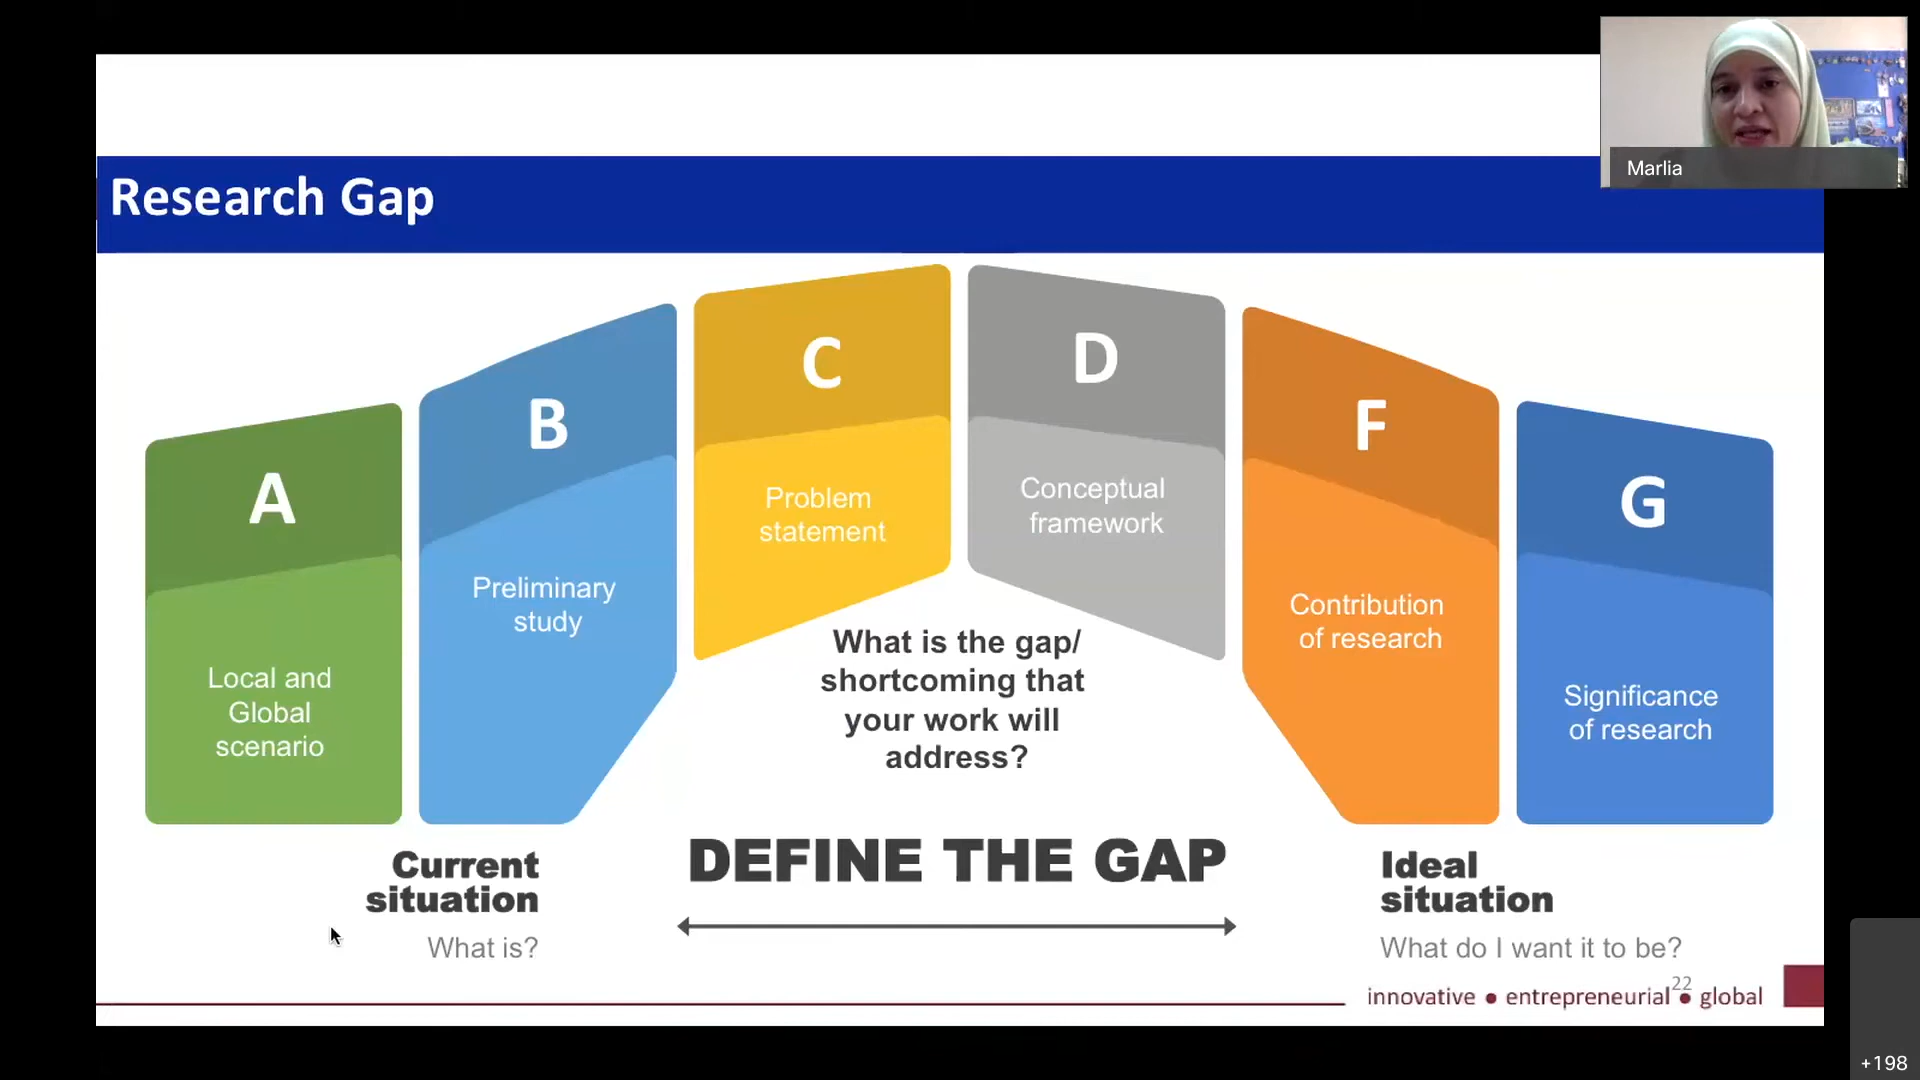 Marlia
Research Gap
A
Local and
Global
scenario
B
Preliminary
study
C
Problem
statement
D
Conceptual
framework
F
Contribution
of research
G
Significance
of research
What is the gap/
shortcoming that
your work will
address?
Current
situation
What is?
DEFINE THE GAP
Ideal
situation
What do I want it to be?
22
innovative ● entrepreneurial ● global
+198